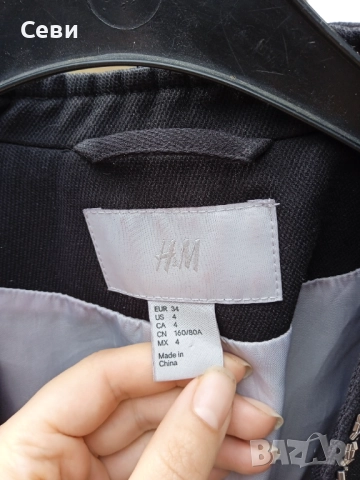 Севи
H&M
EUR 34
US 4
CA 4
CN 160/80A
MX 4
Made in
China
BAZAR